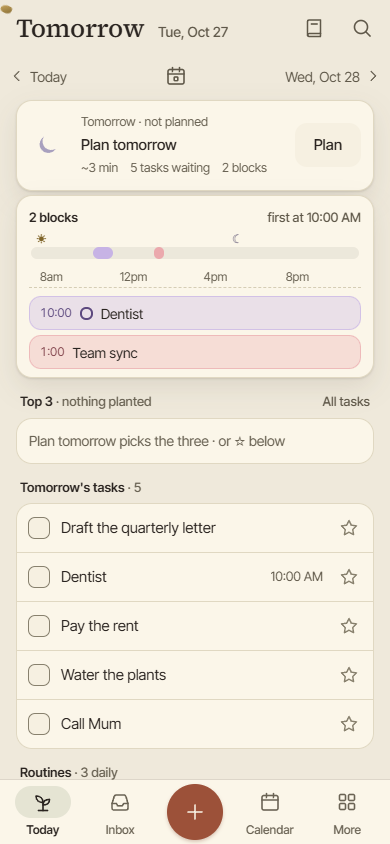 Tomorrow Tue, Oct 27
Today Wed, Oct 28
Tomorrow · not planned
Plan tomorrow
Plan
~3 min 5 tasks waiting 2 blocks
2 blocks first at 10:00 AM
8am 12pm 4pm 8pm
10:00 Dentist
1:00 Team sync
Top 3 · nothing planted All tasks
Plan tomorrow picks the three · or ☆ below
Tomorrow's tasks · 5
Draft the quarterly letter
Dentist 10:00 AM
Pay the rent
Water the plants
Call Mum
Routines · 3 daily
Today Inbox Calendar More